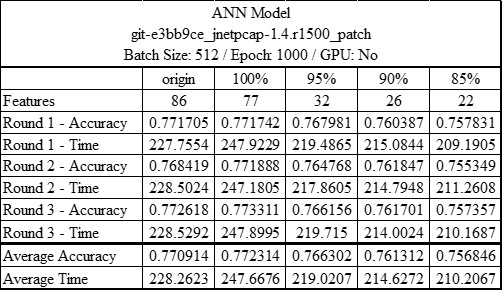 ANN Model
git-e3bb9ce_jnetpcap-1.4.r1500_patch
Batch Size: 512 / Epoch: 1000 / GPU: No
origin 100% 95% 90% 85%
Features 86 77 32 26 22
Round 1 - Accuracy 0.771705 0.771742 0.767981 0.760387 0.757831
Round 1 - Time 227.7554 247.9229 219.4865 215.0844 209.1905
Round 2 - Accuracy 0.768419 0.771888 0.764768 0.761847 0.755349
Round 2 - Time 228.5024 247.1805 217.8605 214.7948 211.2608
Round 3 - Accuracy 0.772618 0.773311 0.766156 0.761701 0.757357
Round 3 - Time 228.5292 247.8995 219.715 214.0024 210.1687
Average Accuracy 0.770914 0.772314 0.766302 0.761312 0.756846
Average Time 228.2623 247.6676 219.0207 214.6272 210.2067